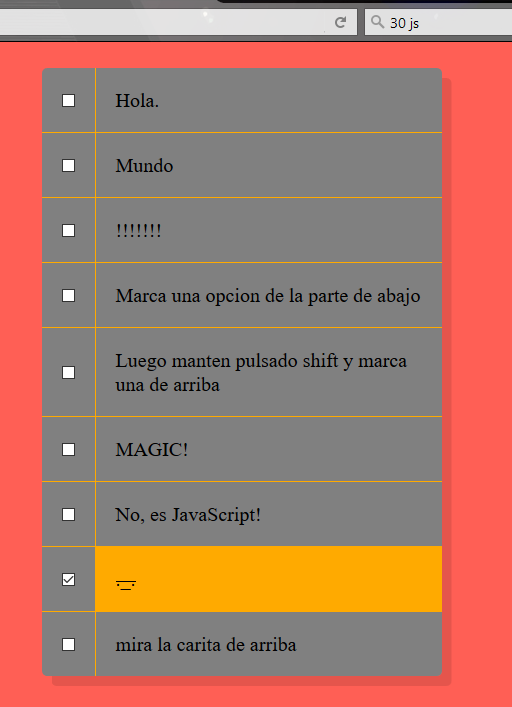 30 js
Hola.
Mundo
!!!!!!!
Marca una opcion de la parte de abajo
Luego manten pulsado shift y marca
una de arriba
MAGIC!
No, es JavaScript!
mira la carita de arriba